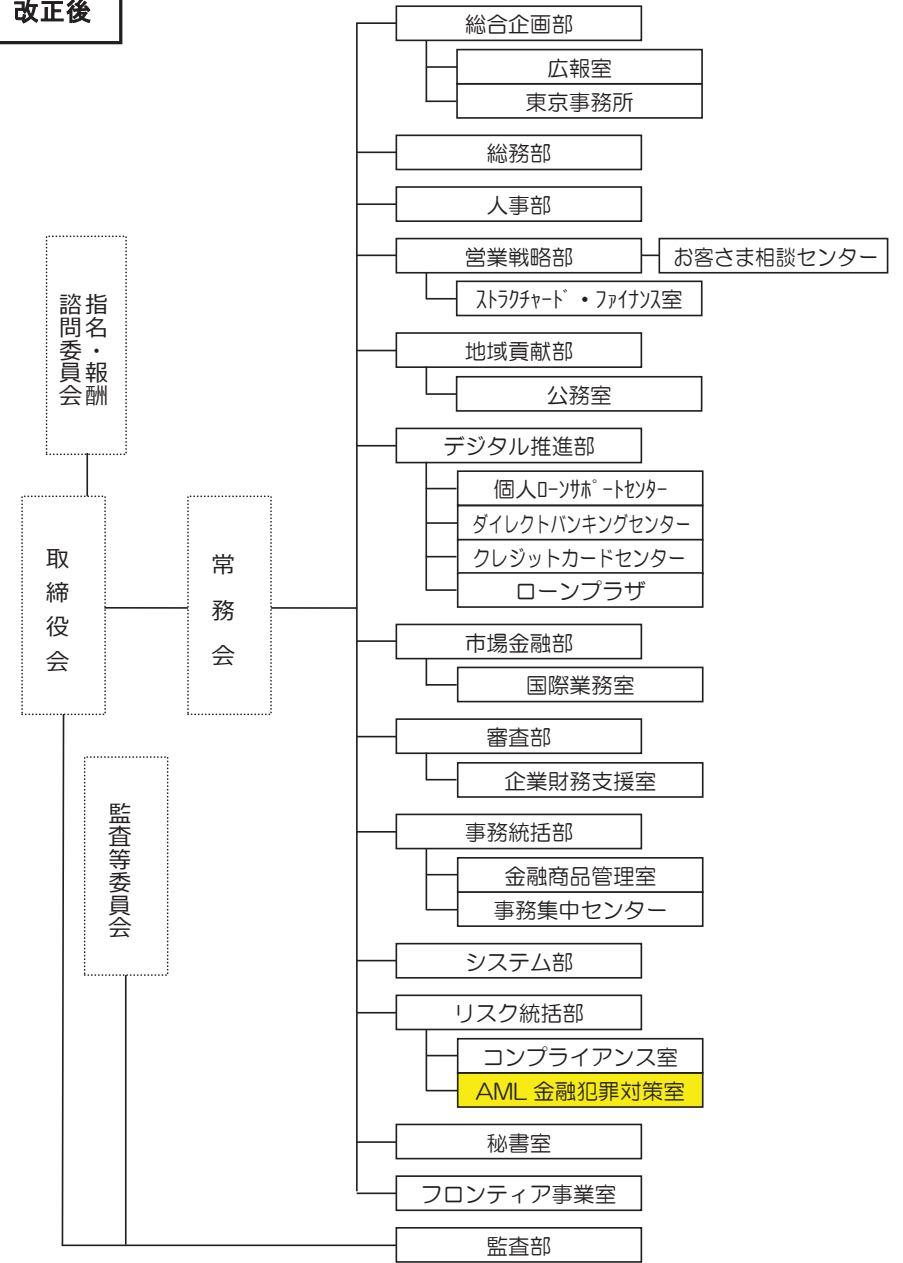 改正後
総合企画部
広報室
東京事務所
総務部
人事部
営業戦略部
お客さま相談センター
ストラクチャード・ファイナンス室
地域貢献部
公務室
デジタル推進部
個人ローンサポートセンター
ダイレクトバンキングセンター
クレジットカードセンター
ローンプラザ
市場金融部
国際業務室
審査部
企業財務支援室
事務統括部
金融商品管理室
事務集中センター
システム部
リスク統括部
コンプライアンス室
AML 金融犯罪対策室
秘書室
フロンティア事業室
監査部
指名・報酬
諮問委員会
取締役会
常務会
監査等委員会